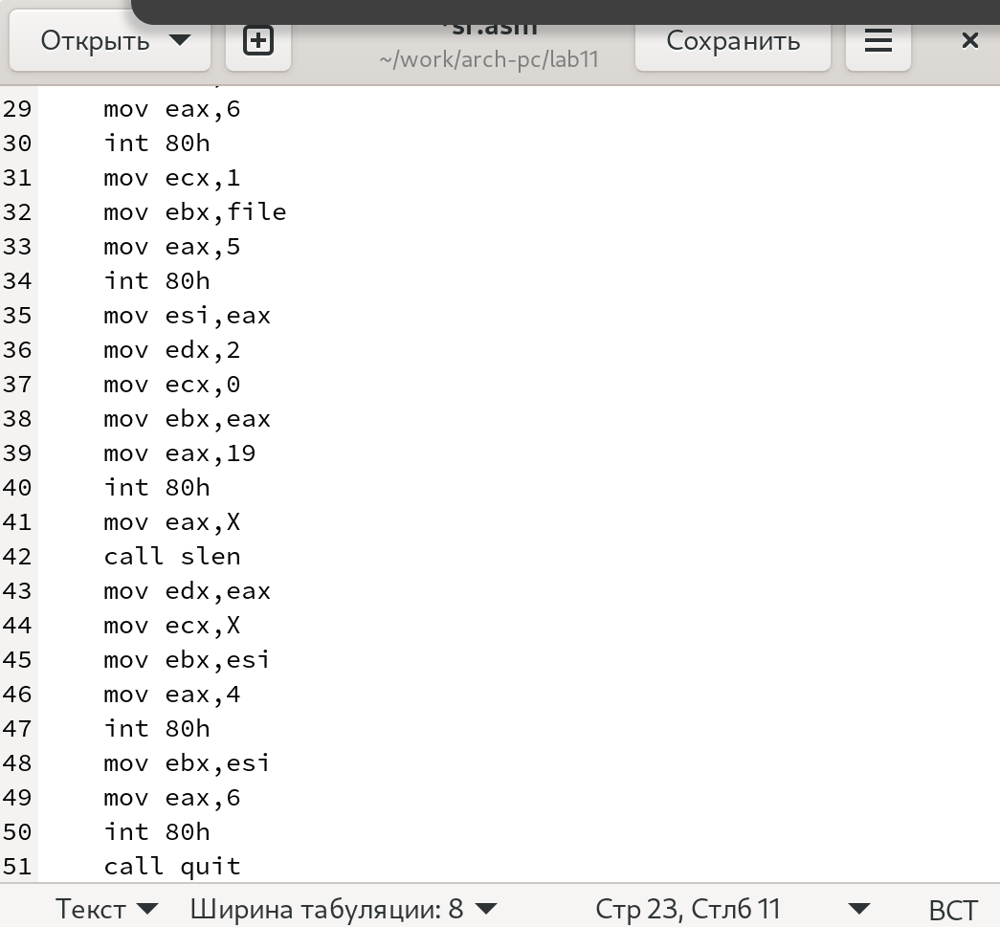 Открыть
*sr.asm
~/work/arch-pc/lab11
Сохранить
29 mov eax,6
30 int 80h
31 mov ecx,1
32 mov ebx,file
33 mov eax,5
34 int 80h
35 mov esi,eax
36 mov edx,2
37 mov ecx,0
38 mov ebx,eax
39 mov eax,19
40 int 80h
41 mov eax,X
42 call slen
43 mov edx,eax
44 mov ecx,X
45 mov ebx,esi
46 mov eax,4
47 int 80h
48 mov ebx,esi
49 mov eax,6
50 int 80h
51 call quit
Текст Ширина табуляции: 8 Стр 23, Стлб 11 ВСТ